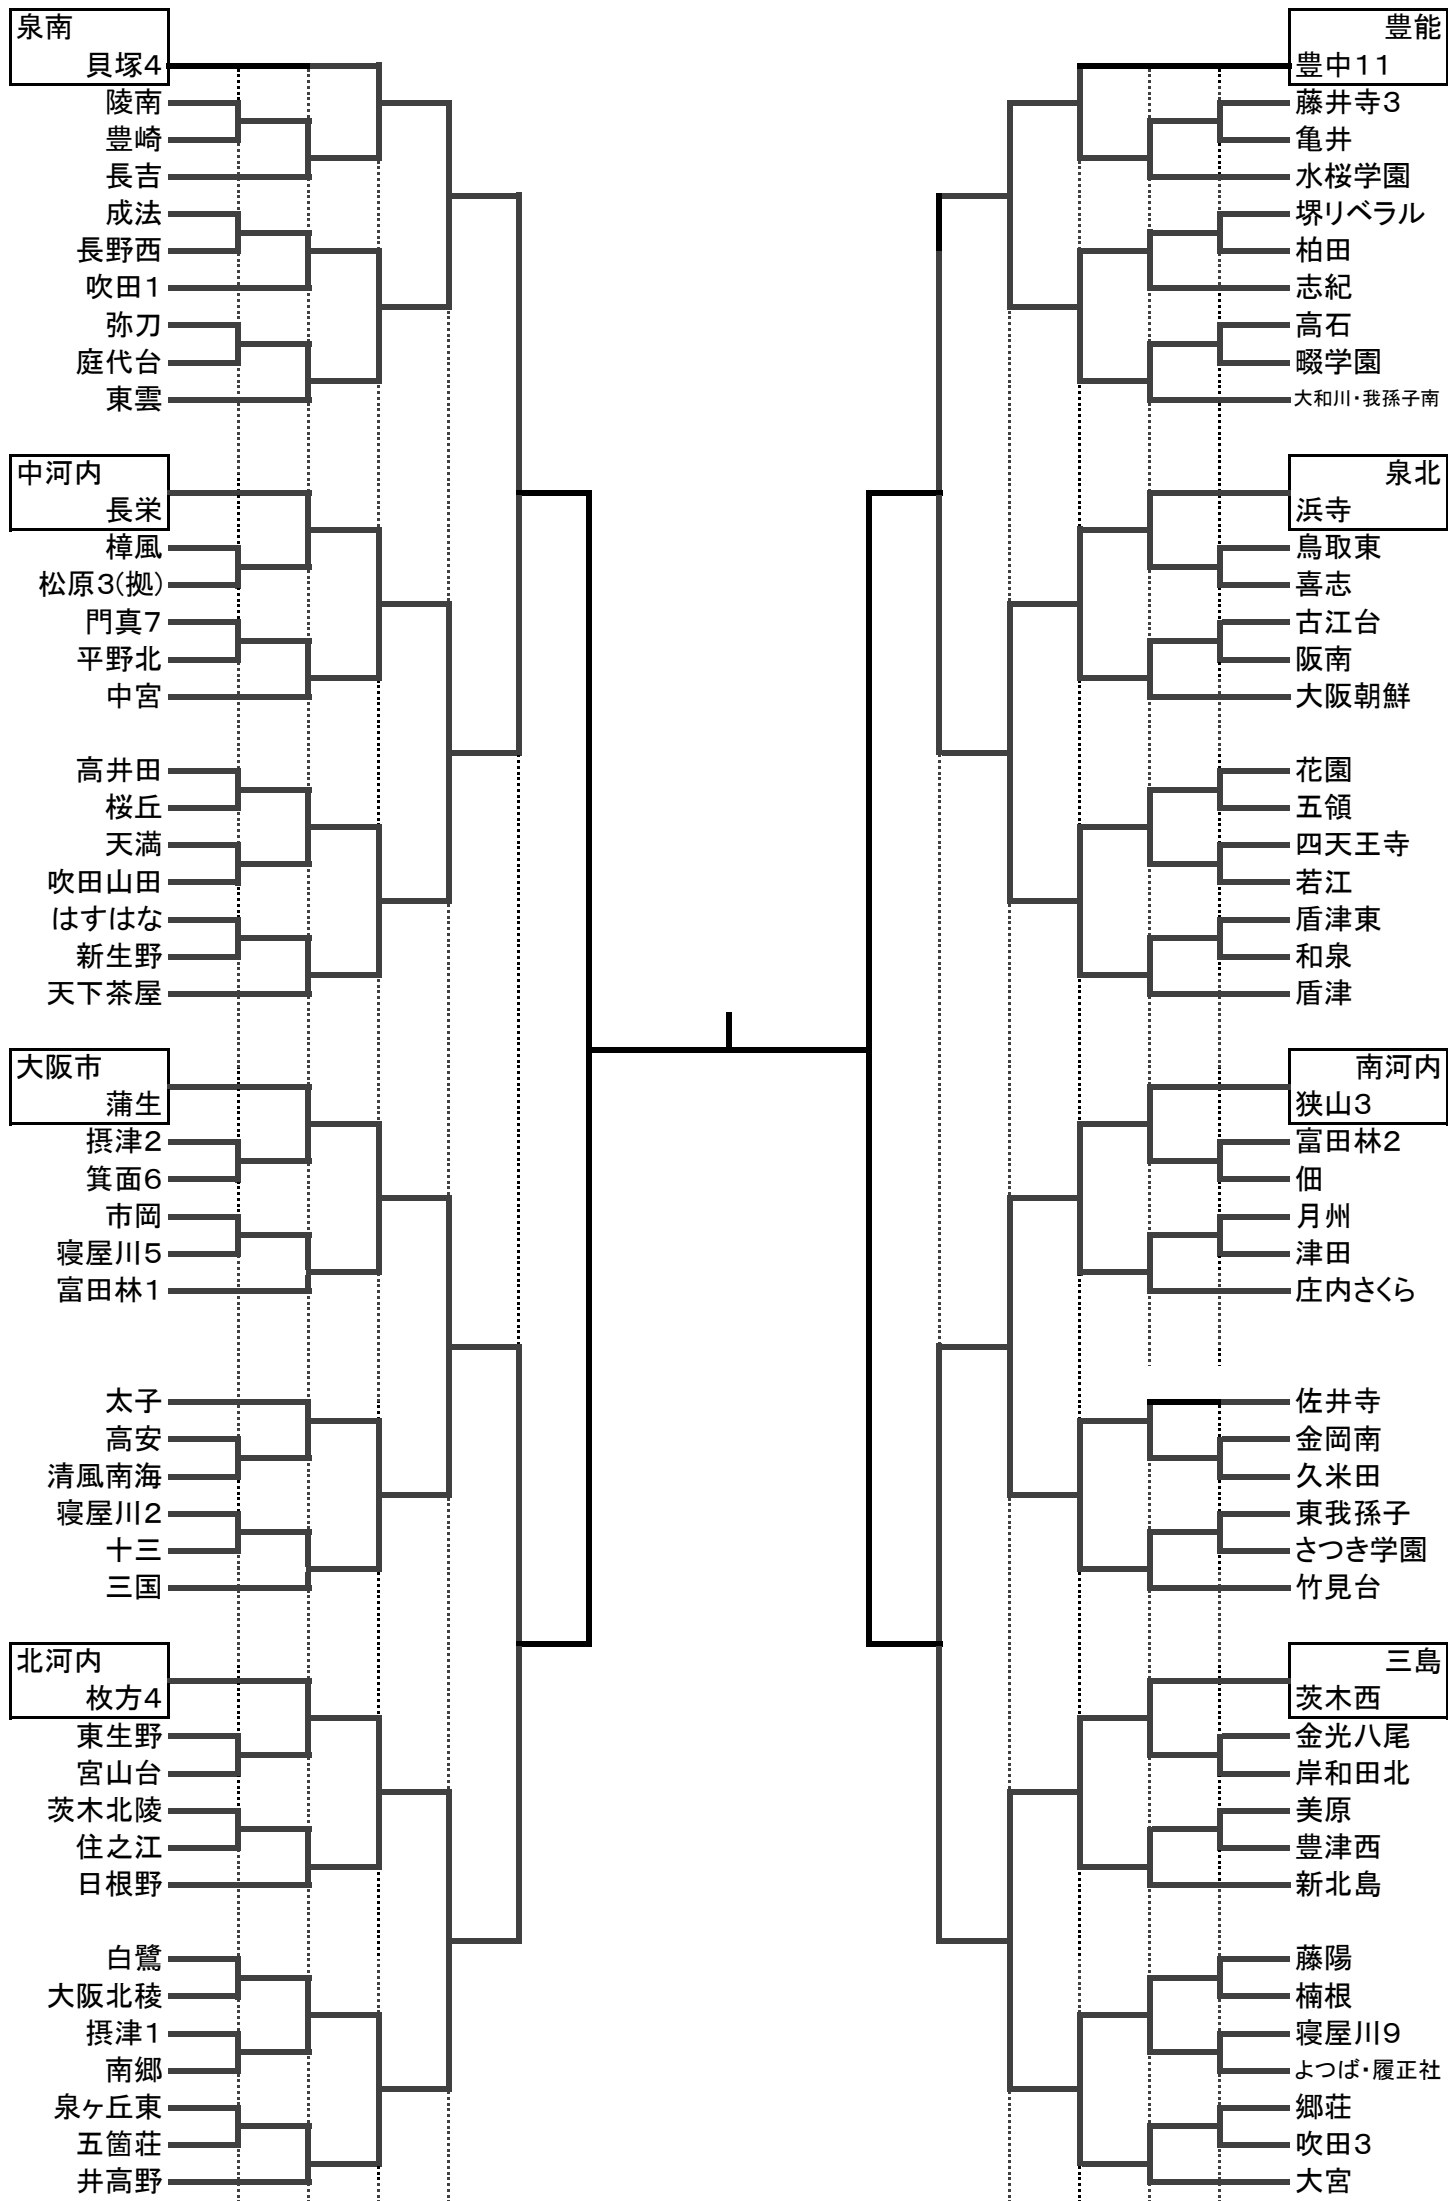 泉南
貝塚４
陵南
豊崎
長吉
成法
長野西
吹田１
弥刀
庭代台
東雲
中河内
長栄
樟風
松原３(拠)
門真７
平野北
中宮
高井田
桜丘
天満
吹田山田
はすはな
新生野
天下茶屋
大阪市
蒲生
摂津２
箕面６
市岡
寝屋川５
富田林１
太子
高安
清風南海
寝屋川２
十三
三国
北河内
枚方４
東生野
宮山台
茨木北陵
住之江
日根野
白鷺
大阪北稜
摂津１
南郷
泉ヶ丘東
五箇荘
井高野
豊能
豊中１１
藤井寺３
亀井
水桜学園
堺リベラル
柏田
志紀
高石
畷学園
大和川・我孫子南
泉北
浜寺
鳥取東
喜志
古江台
阪南
大阪朝鮮
花園
五領
四天王寺
若江
盾津東
和泉
盾津
南河内
狭山３
富田林２
佃
月州
津田
庄内さくら
佐井寺
金岡南
久米田
東我孫子
さつき学園
竹見台
三島
茨木西
金光八尾
岸和田北
美原
豊津西
新北島
藤陽
楠根
寝屋川９
よつば・履正社
郷荘
吹田３
大宮